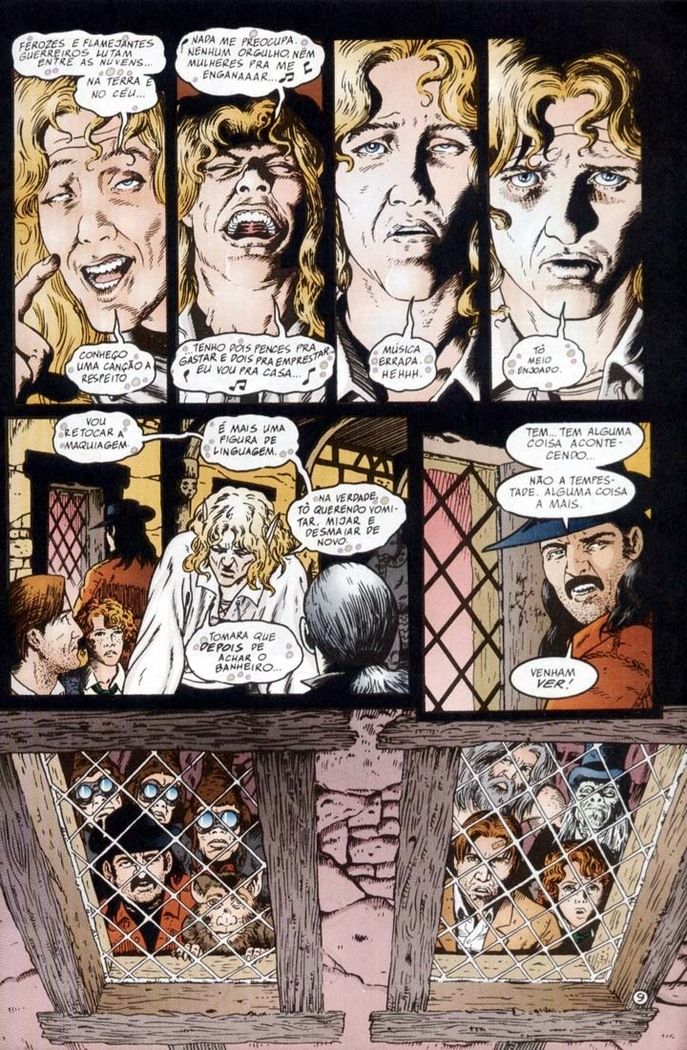 FEROZES E FLAMEJANTES
GUERREIROS LUTAM
ENTRE AS NUVENS...
NA TERRA E
NO CÉU...
CONHEÇO
UMA CANÇÃO A
RESPEITO
NADA ME PREOCUPA.
NENHUM ORGULHO, NEM
MULHERES PRA ME
ENGANAAAR...
...TENHO DOIS PENCES PRA
GASTAR E DOIS PRA EMPRESTAR...
EU VOU PRA CASA...
MÚSICA
ERRADA.
HEHHH.
TÔ
MEIO
ENJOADO.
VOU
RETOCAR A
MAQUIAGEM.
É MAIS UMA
FIGURA DE
LINGUAGEM.
NA VERDADE,
TÔ QUERENDO VOMI-
TAR, MIJAR E
DESMAIAR DE
NOVO.
TOMARA QUE
DEPOIS DE
ACHAR O
BANHEIRO...
TEM... TEM ALGUMA
COISA ACONTE-
CENDO...
NÃO A TEMPES-
TADE. ALGUMA COISA
A MAIS.
VENHAM
VER!
9